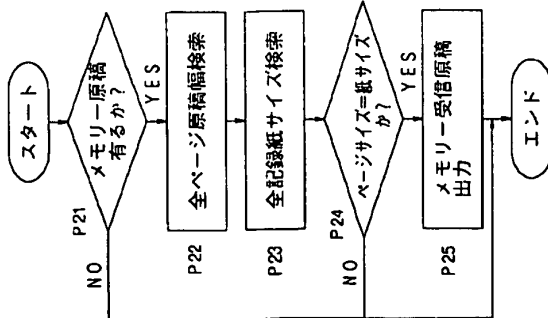 スタート
メモリー原稿
有るか?
P21
NO
YES
全ページ原稿幅検索
P22
全記録紙サイズ検索
P23
ページサイズ=紙サイズ
か?
P24
NO
YES
メモリー受信原稿
出力
P25
エンド